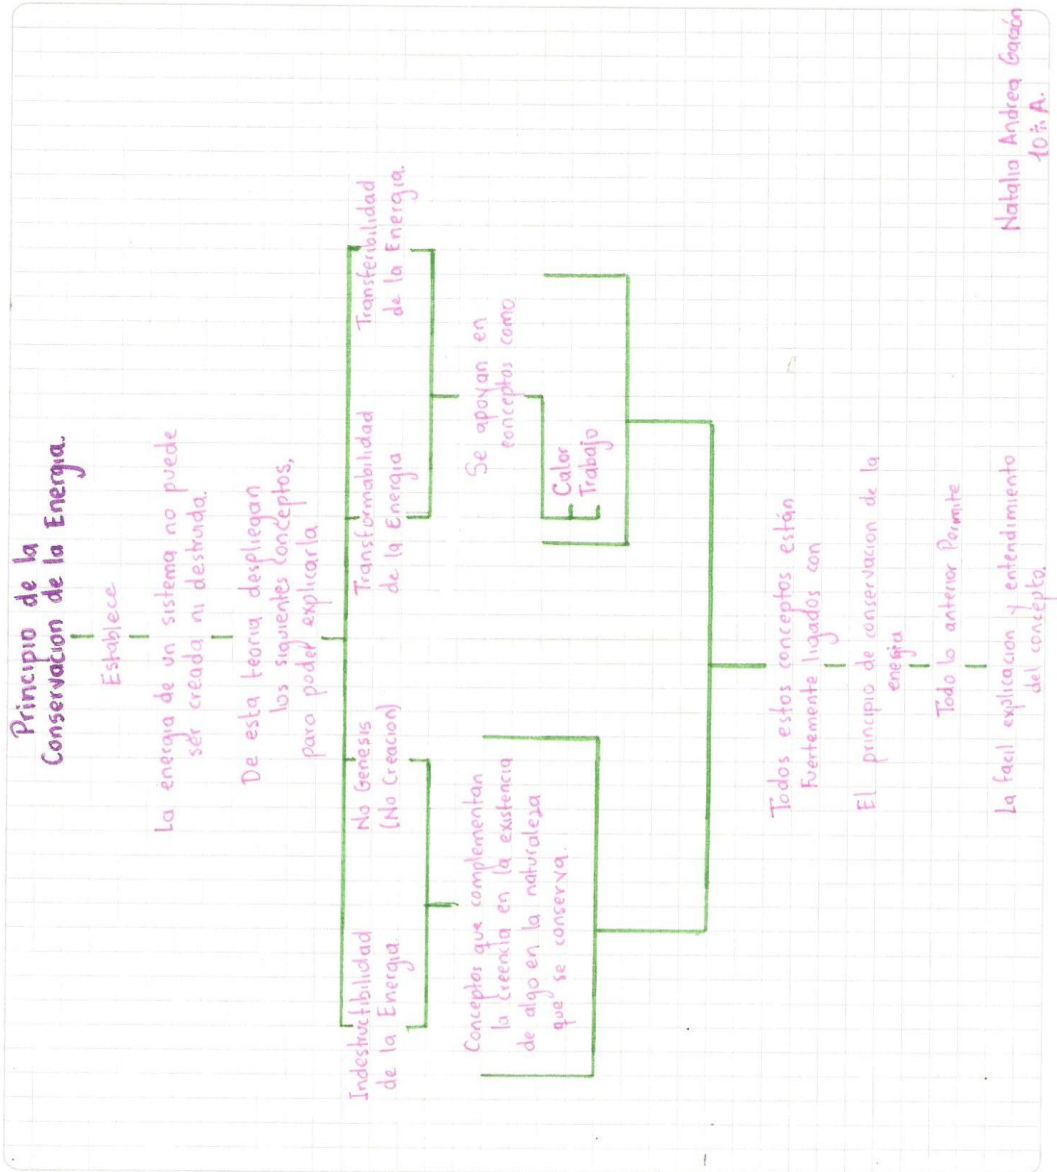 Principio de la
Conservacion de la Energia.
Establece
La energia de un sistema no puede
ser creada ni destruida.
De esta teoria despliegan
los siguientes conceptos,
para poder explicarla
Indestructibilidad
de la Energia.
No Genesis
(No Creacion)
Transformabilidad
de la Energia
Transferibilidad
de la Energia.
Conceptos que complementan
la creencia en la existencia
de algo en la naturaleza
que se conserva.
Se apoyan en
conceptos como
Calor
Trabajo
Todos estos conceptos están
Fuertemente ligados con
El principio de conservacion de la
energia
Todo lo anterior Permite
La facil explicacion y entendimiento
del concepto.
Natalia Andrea Garzón
10° A.